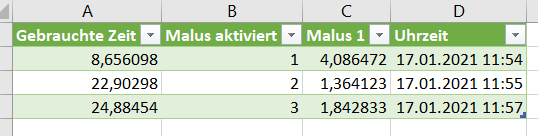 A B C D
Gebrauchte Zeit Malus aktiviert Malus 1 Uhrzeit
8,656098 1 4,086472 17.01.2021 11:54
22,90298 2 1,364123 17.01.2021 11:55
24,88454 3 1,842833 17.01.2021 11:57